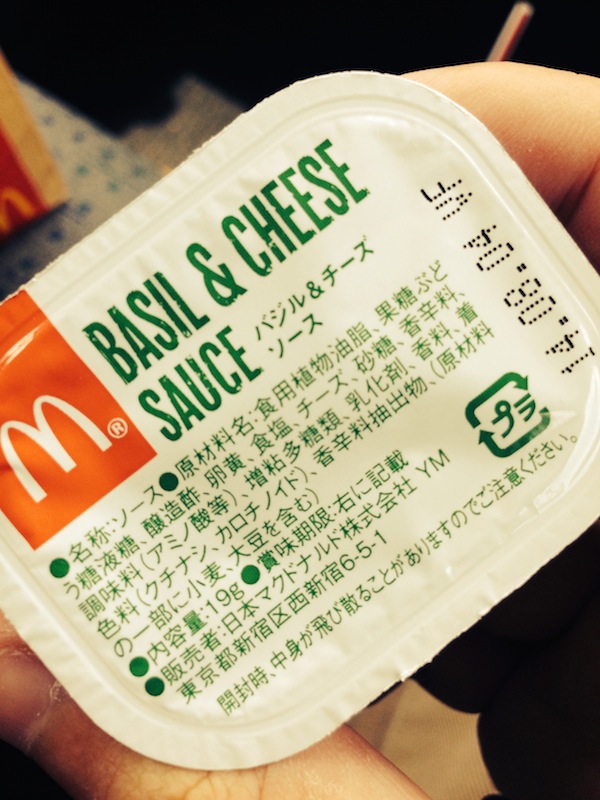 BASIL & CHEESE
SAUCE バジル&チーズ
ソース
●名称:ソース●原材料名:食用植物油脂、果糖ぶど
う糖液糖、醸造酢、卵黄、食塩、チーズ、砂糖、香辛料、
調味料(アミノ酸等)、増粘多糖類、乳化剤、香料、着
色料(クチナシ、カロチノイド)、香辛料抽出物、(原材料
の一部に小麦、大豆を含む)
●内容量:19g●賞味期限:右に記載
●販売者:日本マクドナルド株式会社 YM
東京都新宿区西新宿6-5-1
開封時、中身が飛び散ることがありますのでご注意ください。
プラ
M®